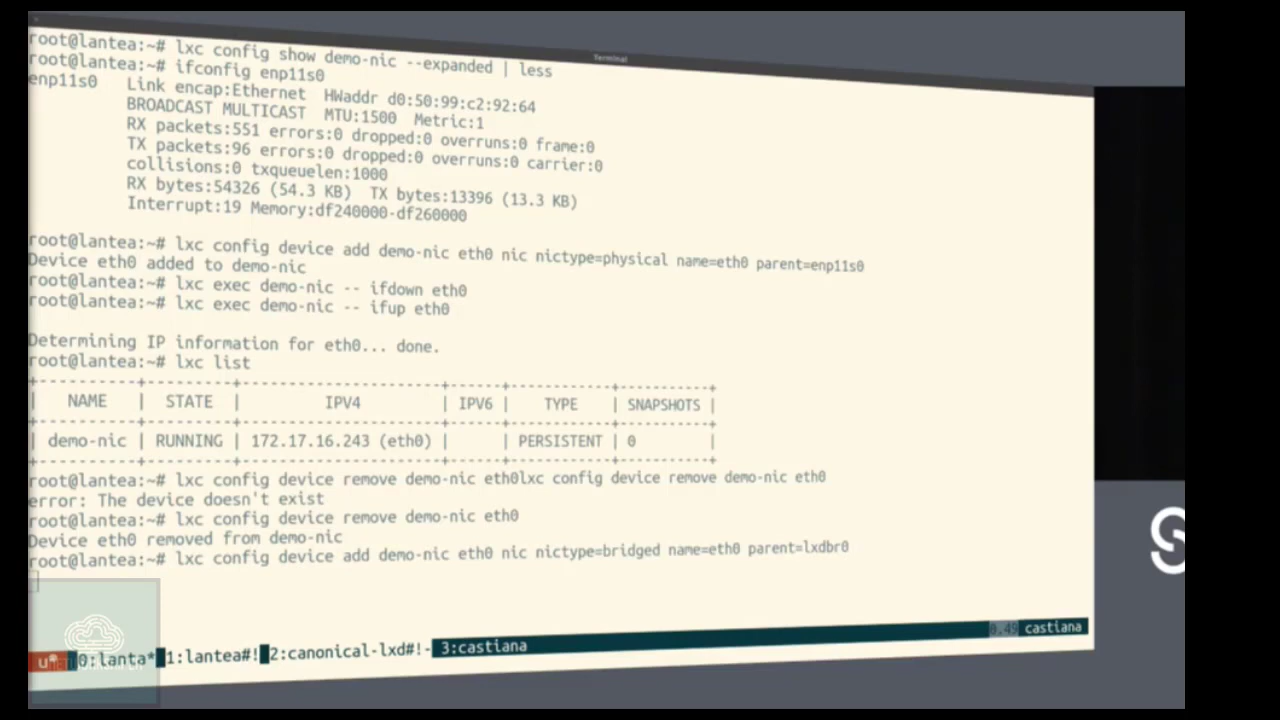 Terminal
root@lantea:~# lxc config show demo-nic --expanded | less
root@lantea:~# ifconfig enp11s0
enp11s0   Link encap:Ethernet  HWaddr d0:50:99:c2:92:64
          BROADCAST MULTICAST  MTU:1500  Metric:1
          RX packets:551 errors:0 dropped:0 overruns:0 frame:0
          TX packets:96 errors:0 dropped:0 overruns:0 carrier:0
          collisions:0 txqueuelen:1000
          RX bytes:54326 (54.3 KB)  TX bytes:13396 (13.3 KB)
          Interrupt:19 Memory:df240000-df260000
root@lantea:~# lxc config device add demo-nic eth0 nic nictype=physical name=eth0 parent=enp11s0
Device eth0 added to demo-nic
root@lantea:~# lxc exec demo-nic -- ifdown eth0
root@lantea:~# lxc exec demo-nic -- ifup eth0
Determining IP information for eth0... done.
root@lantea:~# lxc list
| NAME | STATE | IPV4 | IPV6 | TYPE | SNAPSHOTS |
| demo-nic | RUNNING | 172.17.16.243 (eth0) | | PERSISTENT | 0 |
root@lantea:~# lxc config device remove demo-nic eth0lxc config device remove demo-nic eth0
error: The device doesn't exist
root@lantea:~# lxc config device remove demo-nic eth0
Device eth0 removed from demo-nic
root@lantea:~# lxc config device add demo-nic eth0 nic nictype=bridged name=eth0 parent=lxdbr0
u* 0:lanta* 1:lantea#! 2:canonical-lxd#!- 3:castiana 0.49 castiana